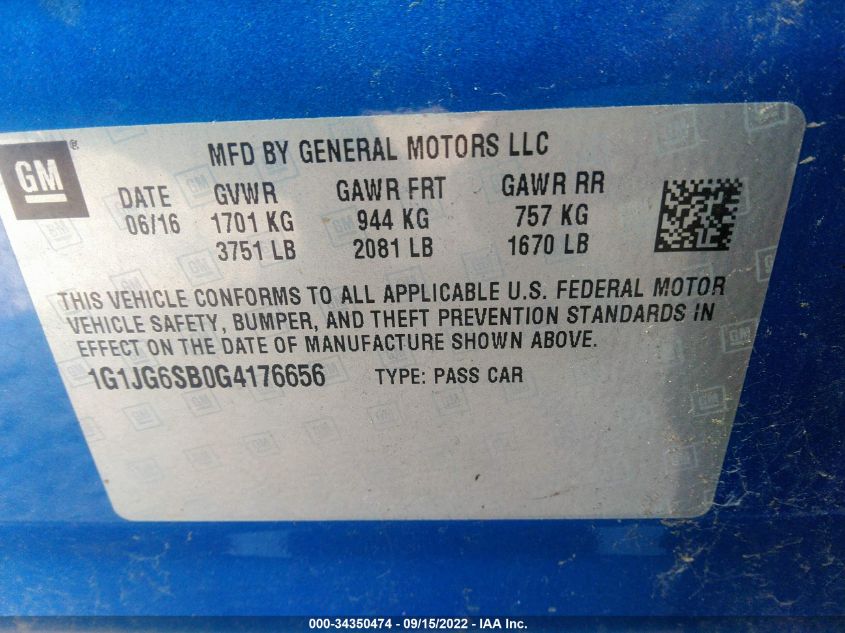 GM
®
MFD BY GENERAL MOTORS LLC
DATE GVWR GAWR FRT GAWR RR
06/16 1701 KG 944 KG 757 KG
3751 LB 2081 LB 1670 LB
THIS VEHICLE CONFORMS TO ALL APPLICABLE U.S. FEDERAL MOTOR
VEHICLE SAFETY, BUMPER, AND THEFT PREVENTION STANDARDS IN
EFFECT ON THE DATE OF MANUFACTURE SHOWN ABOVE.
1G1JG6SB0G4176656 TYPE: PASS CAR
000-34350474 - 09/15/2022 - IAA Inc.